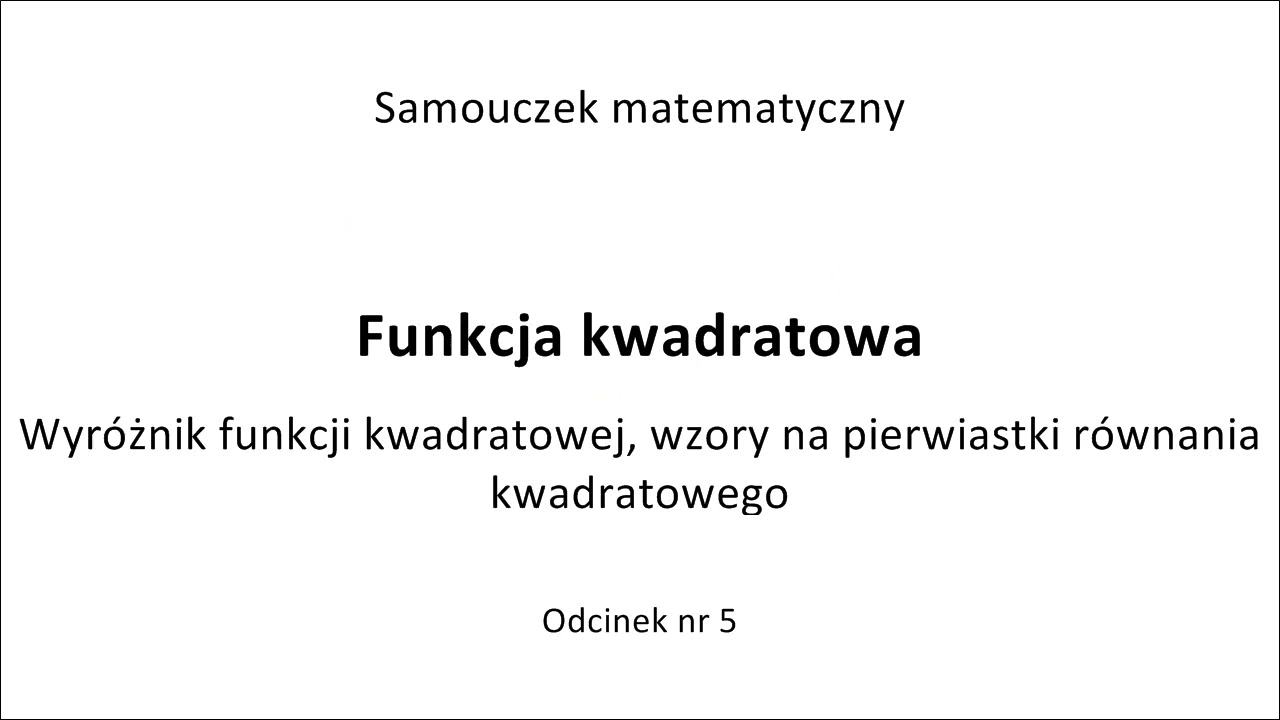 Samouczek matematyczny
Funkcja kwadratowa
Wyróżnik funkcji kwadratowej, wzory na pierwiastki równania
kwadratowego
Odcinek nr 5